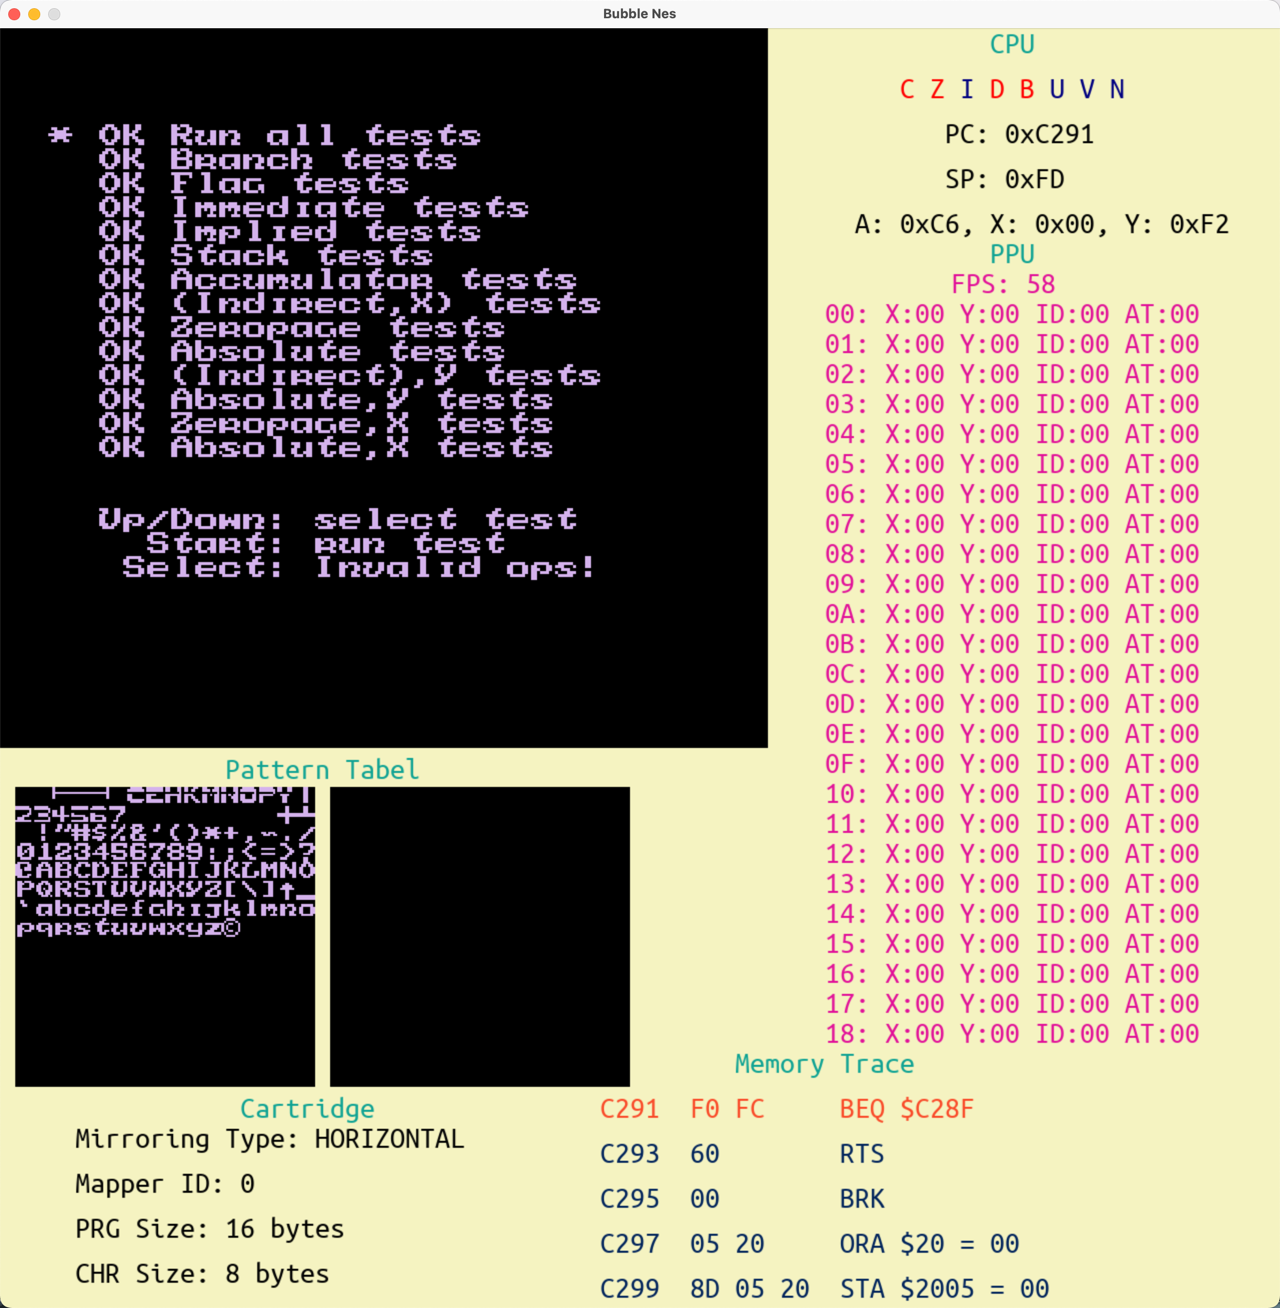 Bubble Nes
* OK Run all tests
OK Branch tests
OK Flag tests
OK Immediate tests
OK Implied tests
OK Stack tests
OK Accumulator tests
OK (Indirect,X) tests
OK Zeropage tests
OK Absolute tests
OK (Indirect),Y tests
OK Absolute,Y tests
OK Zeropage,X tests
OK Absolute,X tests
Up/Down: select test
Start: run test
Select: Invalid ops!
CPU
C Z I D B U V N
PC: 0xC291
SP: 0xFD
A: 0xC6, X: 0x00, Y: 0xF2
PPU
FPS: 58
00: X:00 Y:00 ID:00 AT:00
01: X:00 Y:00 ID:00 AT:00
02: X:00 Y:00 ID:00 AT:00
03: X:00 Y:00 ID:00 AT:00
04: X:00 Y:00 ID:00 AT:00
05: X:00 Y:00 ID:00 AT:00
06: X:00 Y:00 ID:00 AT:00
07: X:00 Y:00 ID:00 AT:00
08: X:00 Y:00 ID:00 AT:00
09: X:00 Y:00 ID:00 AT:00
0A: X:00 Y:00 ID:00 AT:00
0B: X:00 Y:00 ID:00 AT:00
0C: X:00 Y:00 ID:00 AT:00
0D: X:00 Y:00 ID:00 AT:00
0E: X:00 Y:00 ID:00 AT:00
0F: X:00 Y:00 ID:00 AT:00
10: X:00 Y:00 ID:00 AT:00
11: X:00 Y:00 ID:00 AT:00
12: X:00 Y:00 ID:00 AT:00
13: X:00 Y:00 ID:00 AT:00
14: X:00 Y:00 ID:00 AT:00
15: X:00 Y:00 ID:00 AT:00
16: X:00 Y:00 ID:00 AT:00
17: X:00 Y:00 ID:00 AT:00
18: X:00 Y:00 ID:00 AT:00
Pattern Tabel
234567
!"#$%&'()*+,-./
0123456789:;<=>?
@ABCDEFGHIJKLMNO
PQRSTUVWXYZ[\]↑_
`abcdefghijklmno
pqrstuvwxyz©
Cartridge
Mirroring Type: HORIZONTAL
Mapper ID: 0
PRG Size: 16 bytes
CHR Size: 8 bytes
Memory Trace
C291 F0 FC BEQ $C28F
C293 60 RTS
C295 00 BRK
C297 05 20 ORA $20 = 00
C299 8D 05 20 STA $2005 = 00